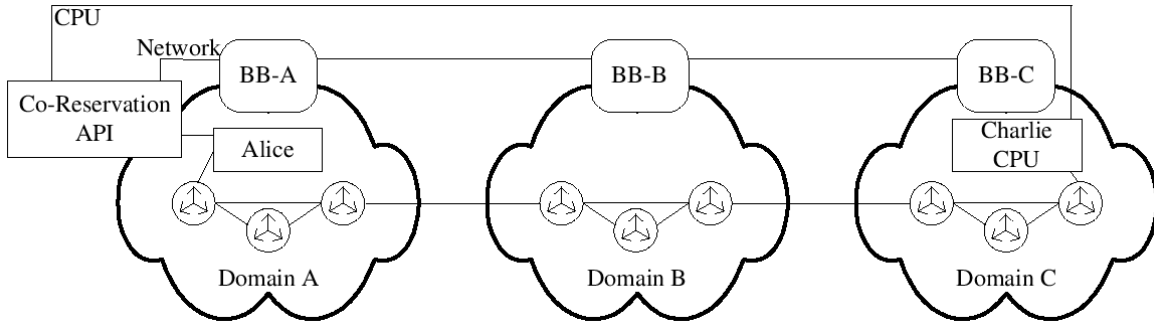 CPU
Network
BB-A
BB-B
BB-C
Co-Reservation
API
Alice
Charlie
CPU
Domain A
Domain B
Domain C